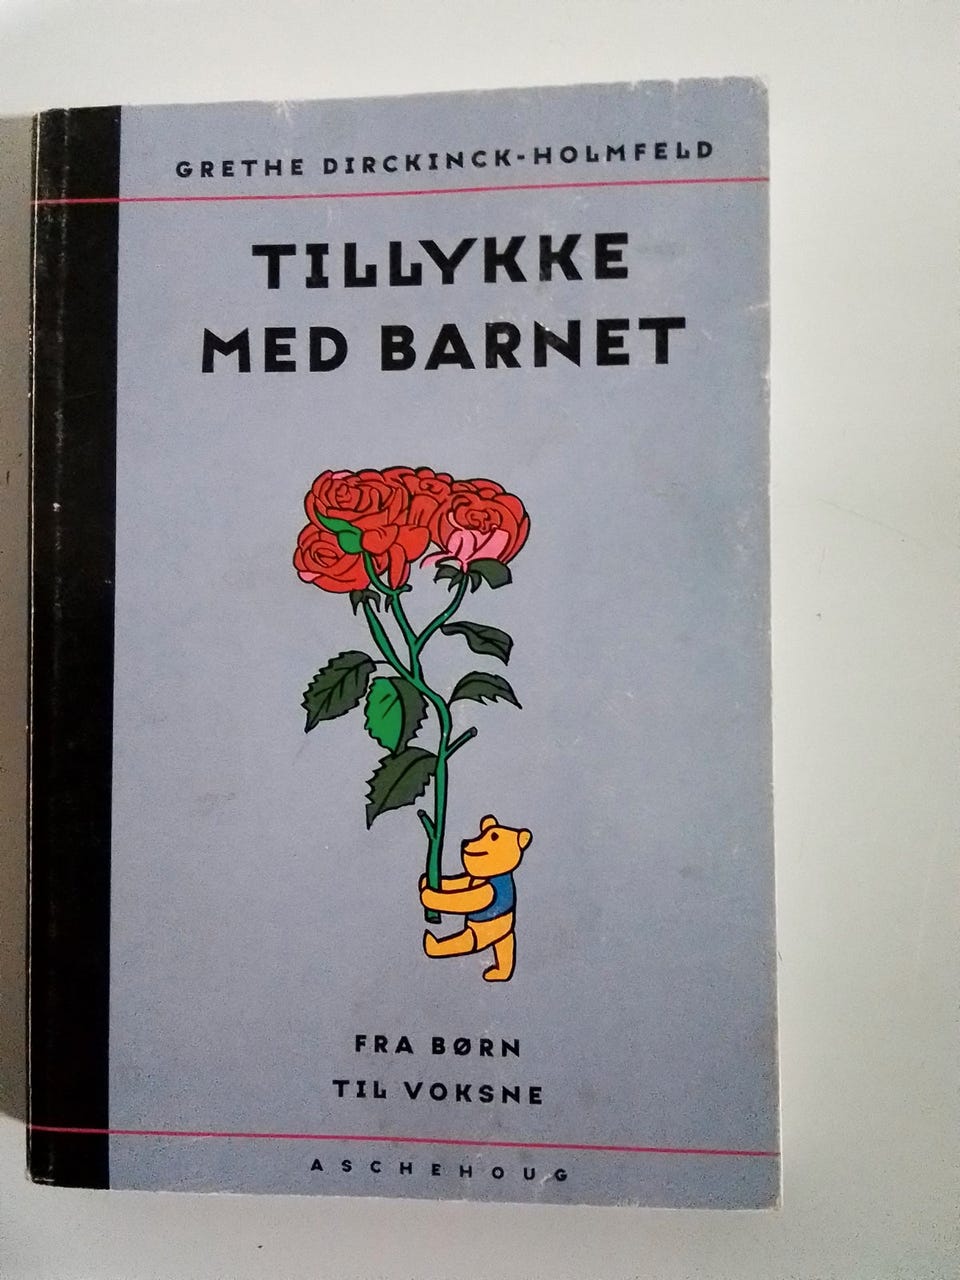 GRETHE DIRCKINCK-HOLMFELD
TILLYKKE
MED BARNET
FRA BØRN
TIL VOKSNE
ASCHEHOUG